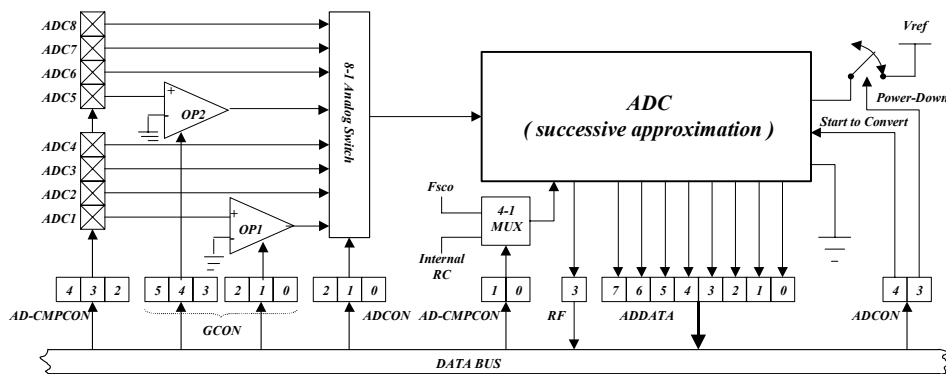 ADC8
ADC7
ADC6
ADC5
ADC4
ADC3
ADC2
ADC1
+
-
OP2
+
-
OP1
8-1 Analog Switch
ADC
( successive approximation )
Vref
Power-Down
Start to Convert
Fsco
4-1
MUX
Internal
RC
4 3 2
5 4 3
2 1 0
2 1 0
1 0
3
7 6 5 4 3 2 1 0
4 3
AD-CMPCON
GCON
ADCON
AD-CMPCON
RF
ADDATA
ADCON
DATA BUS